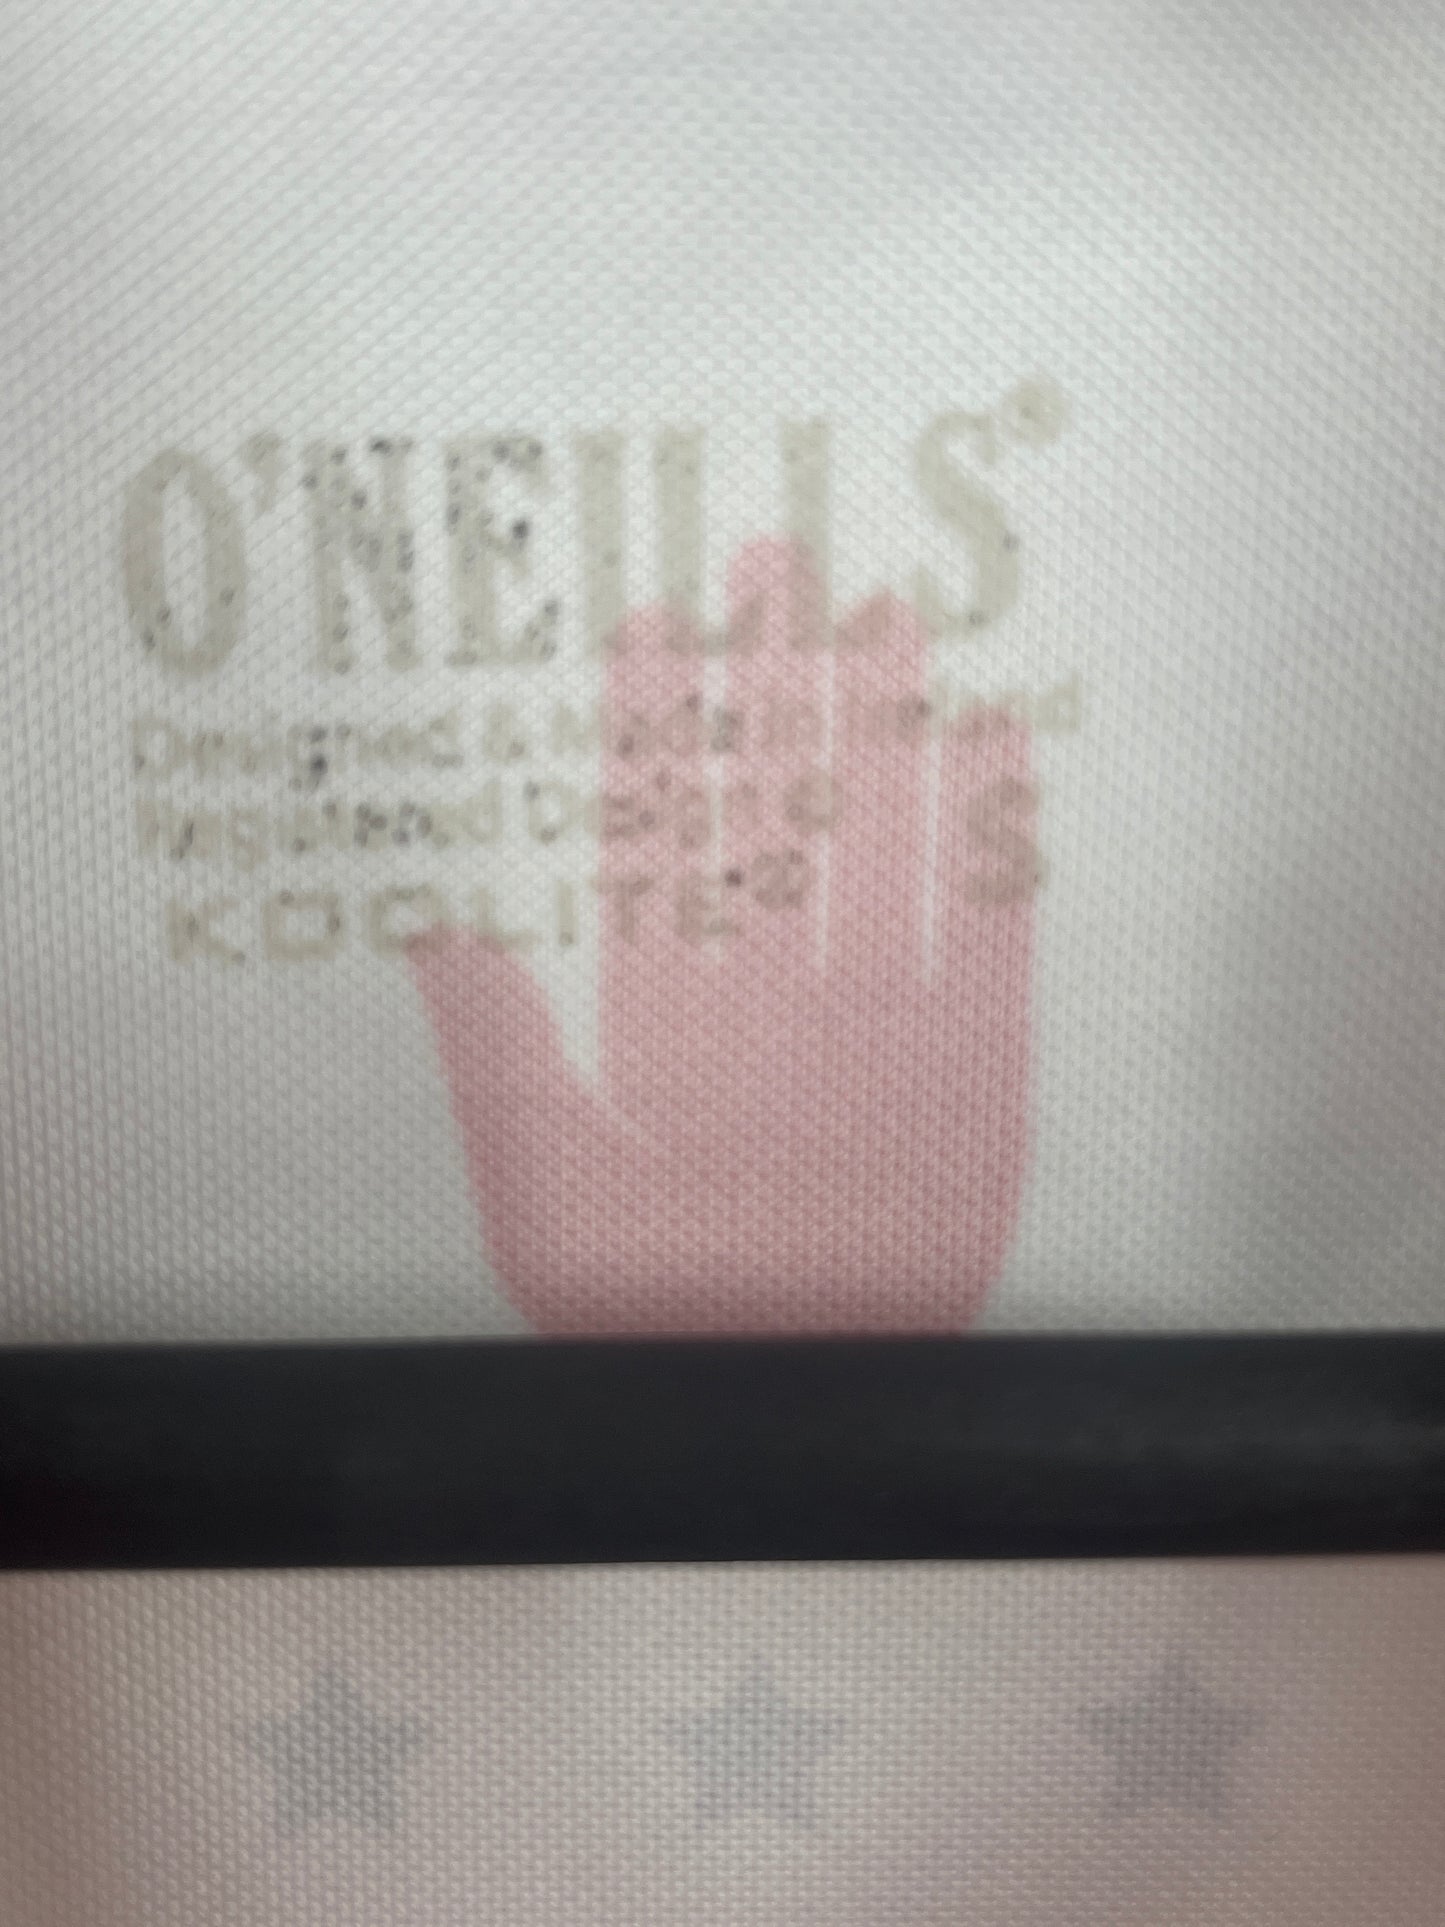 O'NEILLS®
Designed & Made in Ireland
Registered Design ©
KOOLITE® S